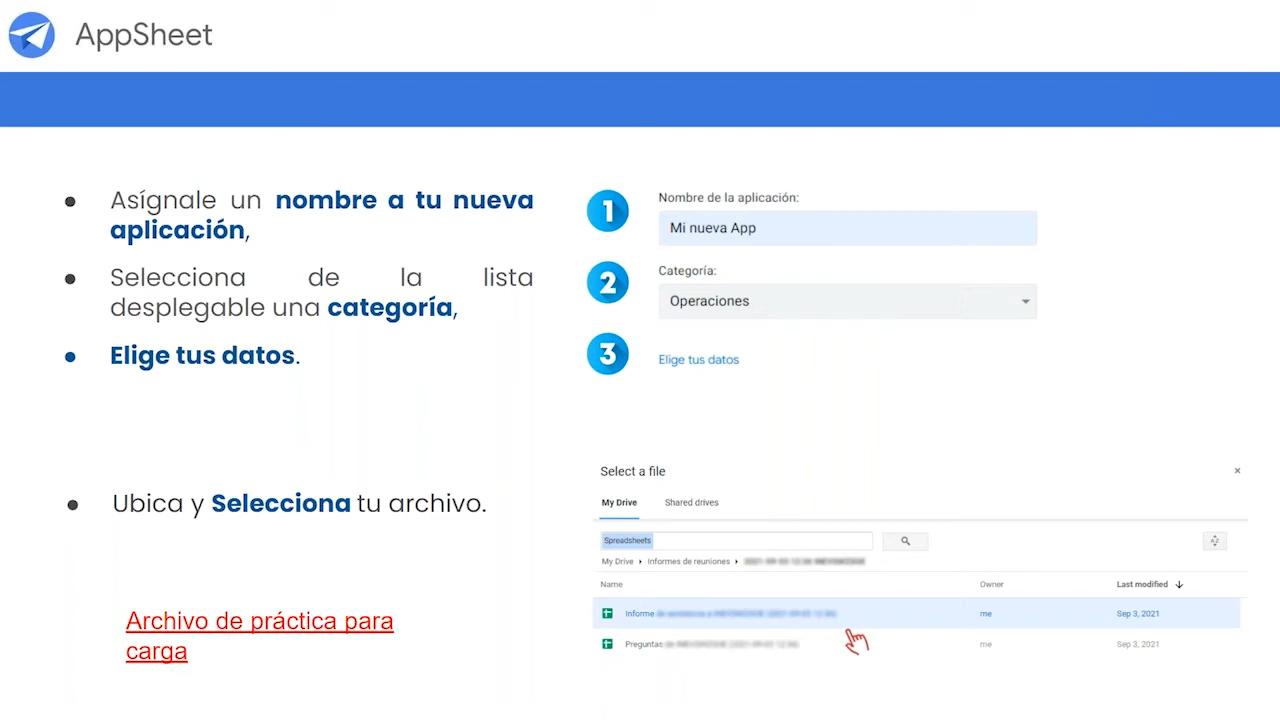 AppSheet
● Asígnale un nombre a tu nueva
aplicación,
● Selecciona de la lista
desplegable una categoría,
● Elige tus datos.
1 Nombre de la aplicación:
Mi nueva App
2 Categoría:
Operaciones
3 Elige tus datos
● Ubica y Selecciona tu archivo.
Archivo de práctica para
carga
Select a file ×
My Drive Shared drives
Spreadsheets AZ
My Drive Informes de reuniones
Name Owner Last modified ↓
Informe me Sep 3, 2021
Preguntas me Sep 3, 2021